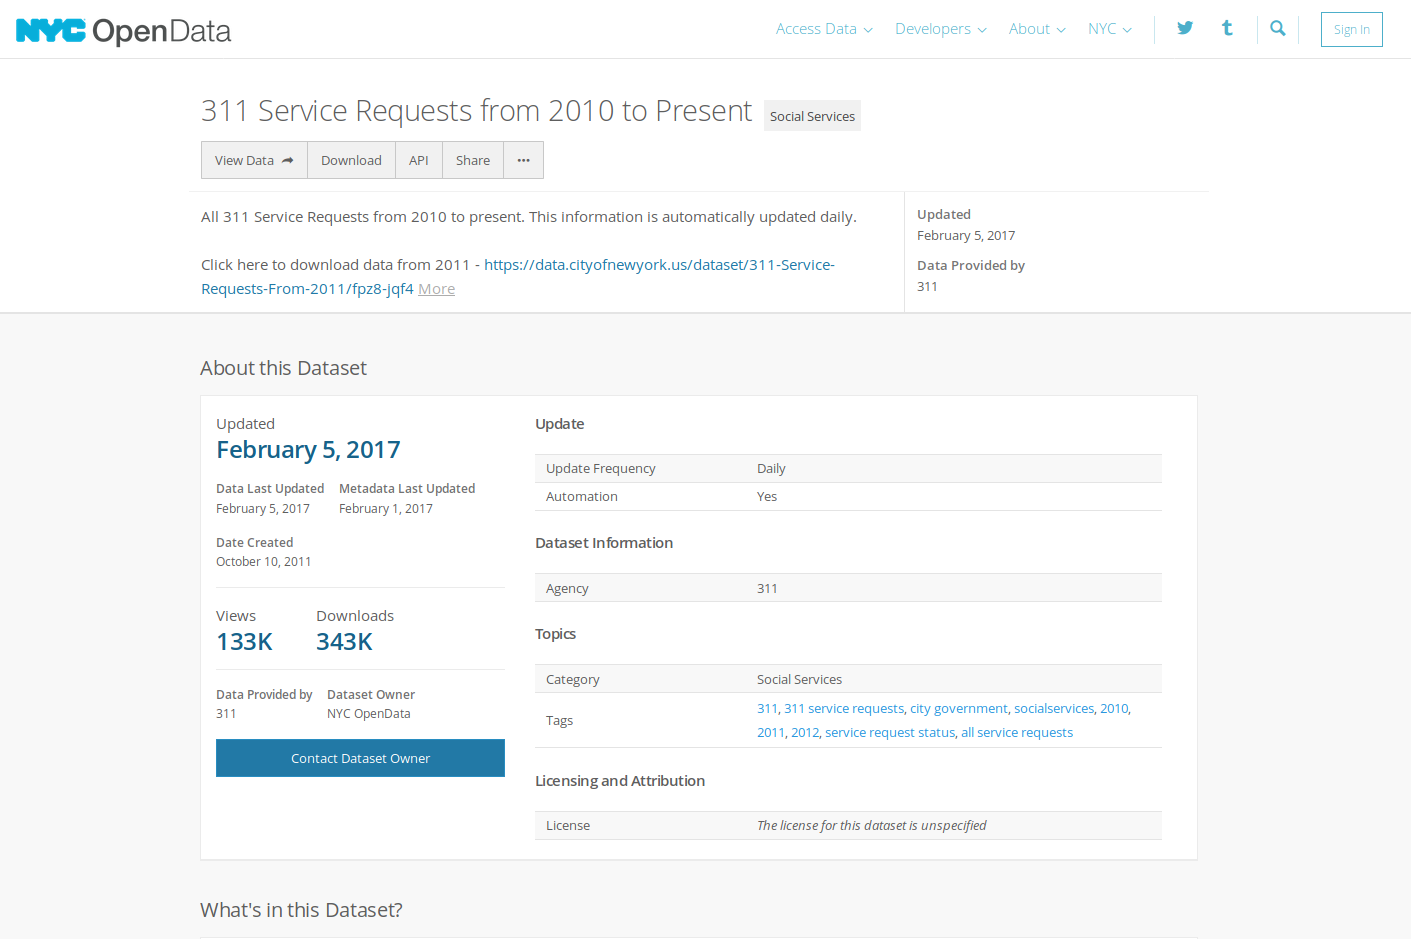 NYC OpenData
Access Data Developers About NYC Sign In
311 Service Requests from 2010 to Present Social Services
View Data Download API Share •••
All 311 Service Requests from 2010 to present. This information is automatically updated daily.
Click here to download data from 2011 - https://data.cityofnewyork.us/dataset/311-Service-
Requests-From-2011/fpz8-jqf4 More
Updated
February 5, 2017
Data Provided by
311
About this Dataset
Updated
February 5, 2017
Data Last Updated Metadata Last Updated
February 5, 2017 February 1, 2017
Date Created
October 10, 2011
Views Downloads
133K 343K
Data Provided by Dataset Owner
311 NYC OpenData
Contact Dataset Owner
Update
Update Frequency Daily
Automation Yes
Dataset Information
Agency 311
Topics
Category Social Services
Tags 311, 311 service requests, city government, socialservices, 2010,
2011, 2012, service request status, all service requests
Licensing and Attribution
License The license for this dataset is unspecified
What's in this Dataset?